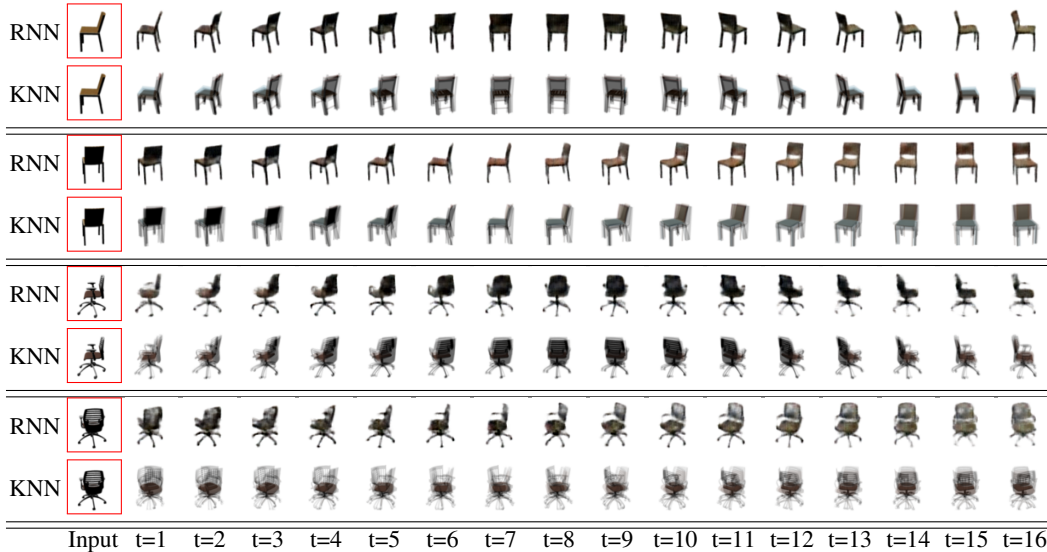 RNN
KNN
RNN
KNN
RNN
KNN
RNN
KNN
Input t=1 t=2 t=3 t=4 t=5 t=6 t=7 t=8 t=9 t=10 t=11 t=12 t=13 t=14 t=15 t=16